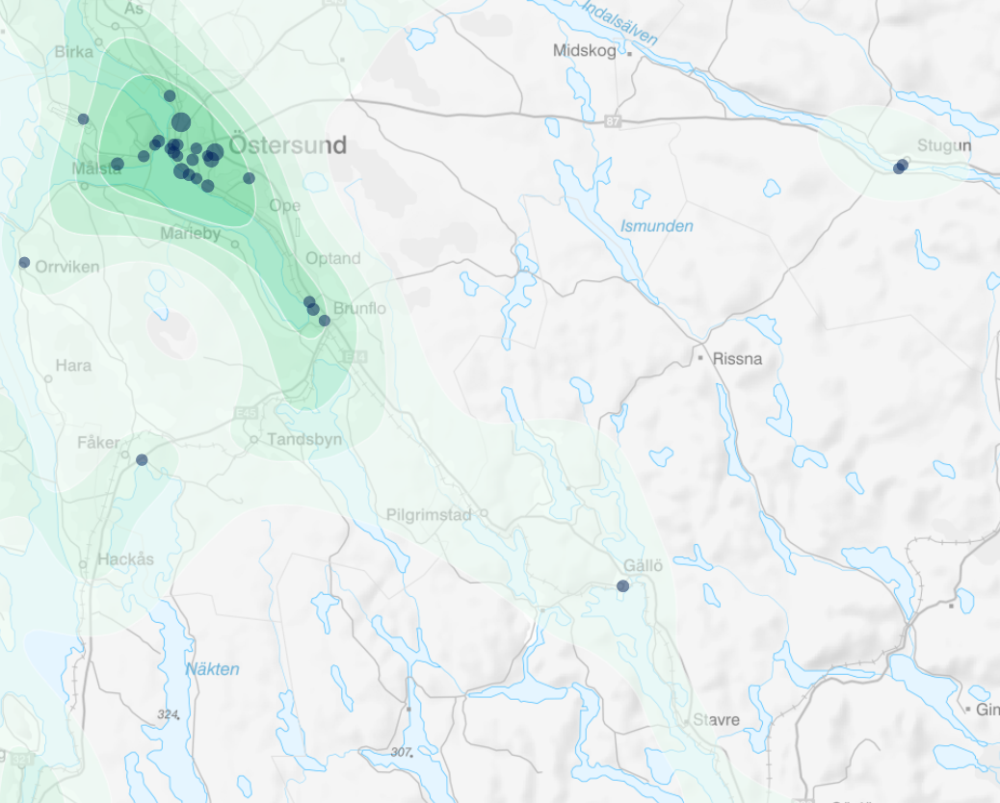 Ås
Indalsälven
Birka
Midskog
87
Stugun
Östersund
Målsta
Ope
Ismunden
Marieby
Optand
Orrviken
Brunflo
E14
Rissna
Hara
E45
Tandsbyn
Fåker
Pilgrimstad
Hackås
Gällö
Näkten
324
Stavre
Gim
307
g
321